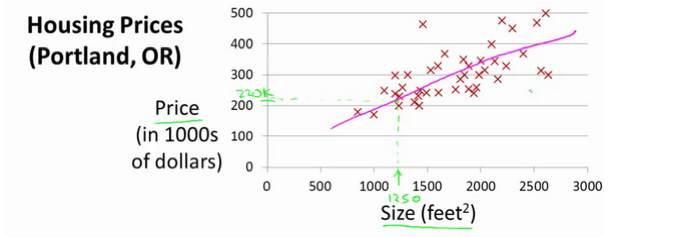 Housing Prices
(Portland, OR)
Price
(in 1000s
of dollars)
500
400
300
220k
200
100
0
0 500 1000 1500 2000 2500 3000
1250
Size (feet²)